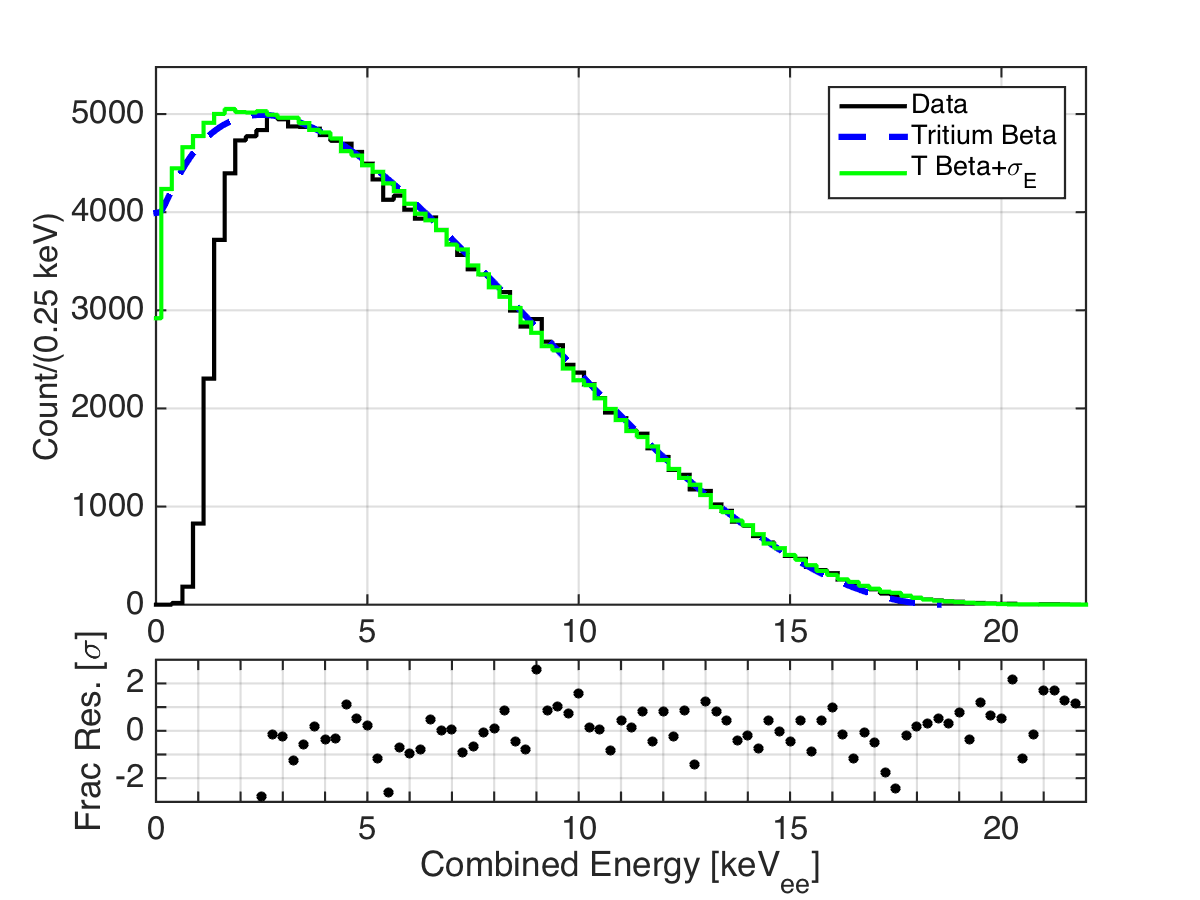 5000
4000
3000
2000
1000
0
Count/(0.25 keV)
Data
Tritium Beta
T Beta+σE
0 5 10 15 20
2
0
-2
Frac Res. [σ]
0 5 10 15 20
Combined Energy [keVee]